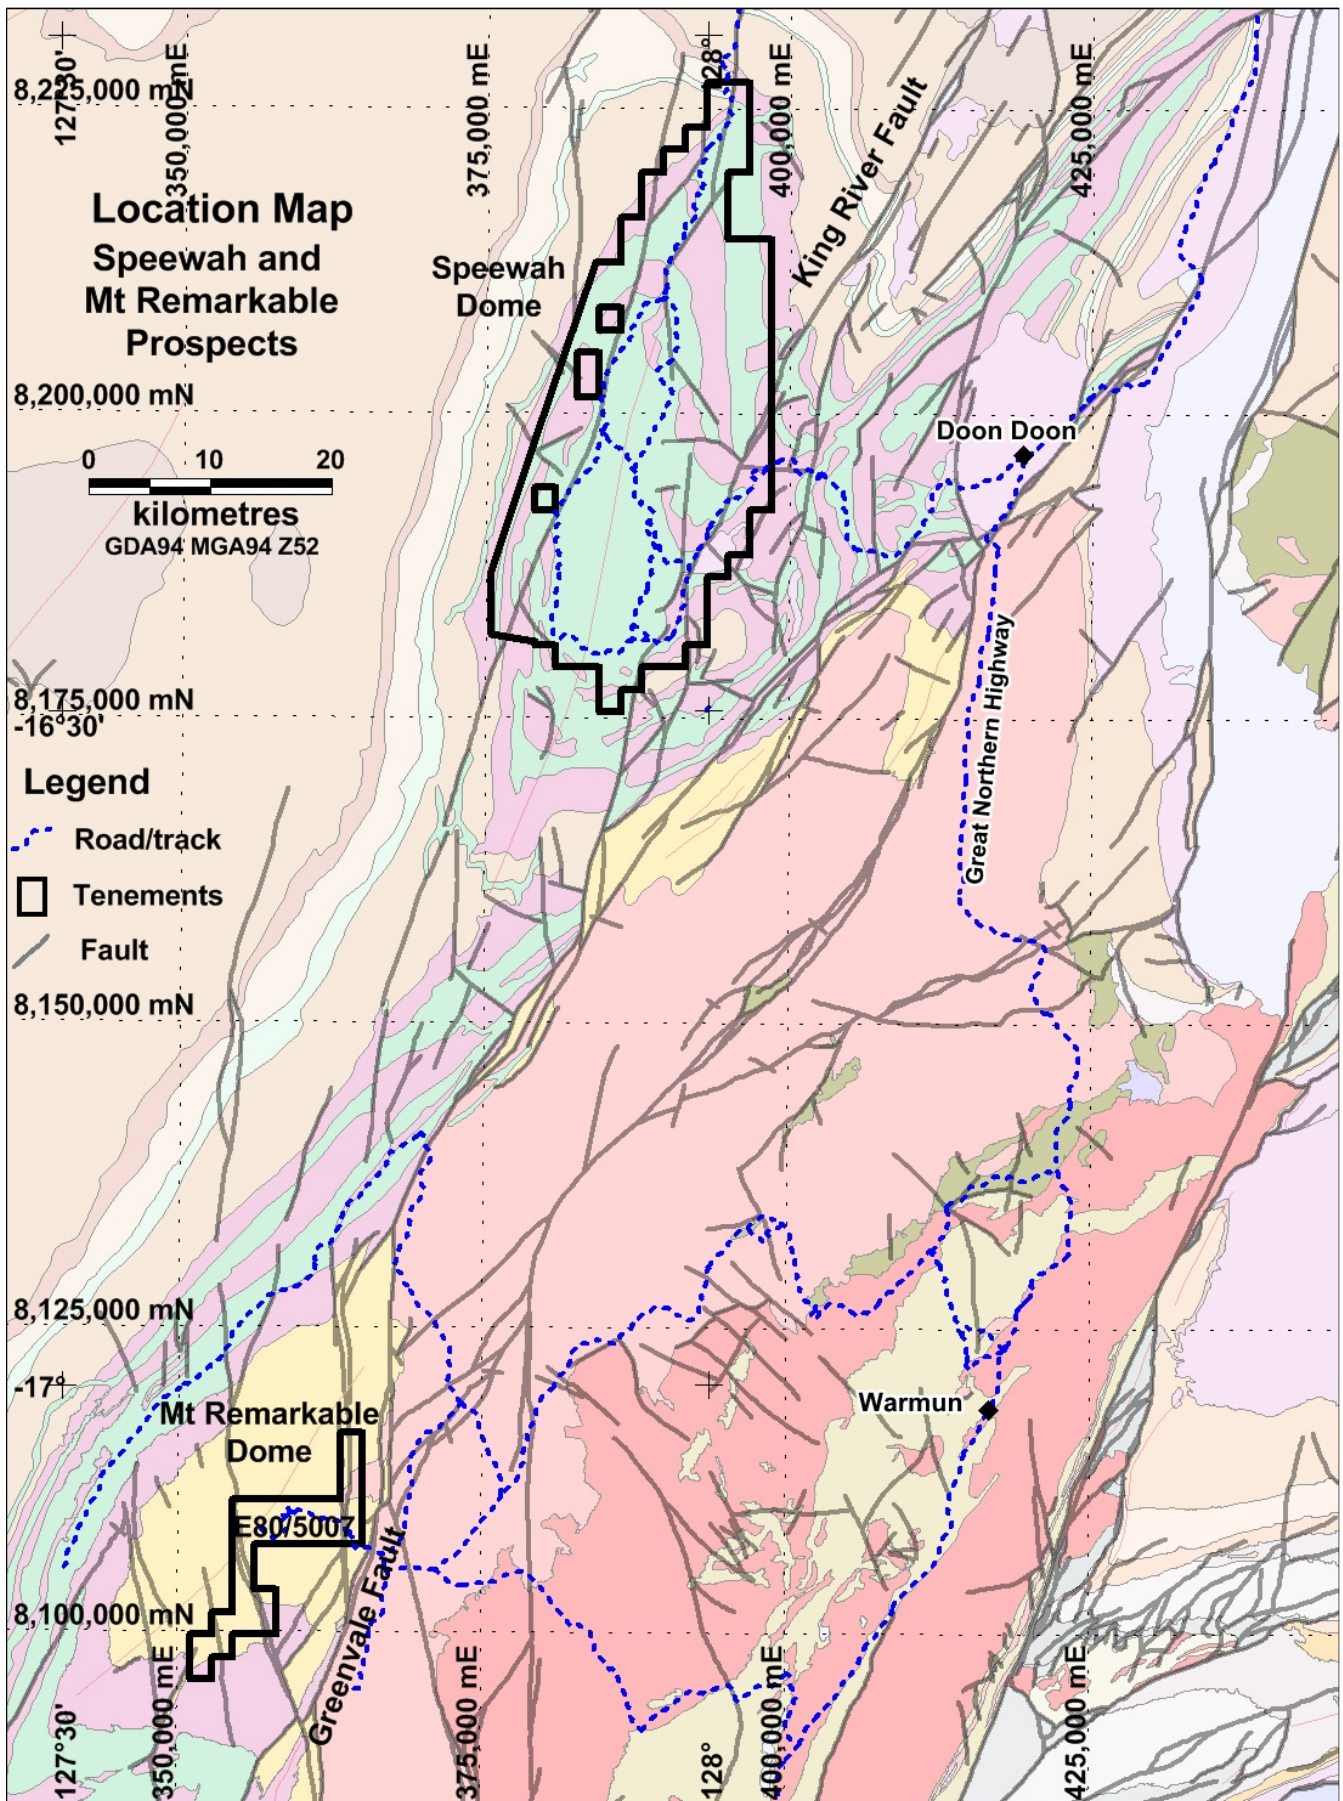 127°30'
350,000 mE
375,000 mE
128°
400,000 mE
425,000 mE
8,225,000 mN
King River Fault
Location Map
Speewah and
Mt Remarkable
Prospects
Speewah
Dome
8,200,000 mN
Doon Doon
0 10 20
kilometres
GDA94 MGA94 Z52
8,175,000 mN
-16°30'
Great Northern Highway
Legend
Road/track
Tenements
Fault
8,150,000 mN
8,125,000 mN
-17°
Mt Remarkable
Dome
Warmun
E80/5007
Greenvale Fault
8,100,000 mN
127°30'
350,000 mE
375,000 mE
128°
400,000 mE
425,000 mE